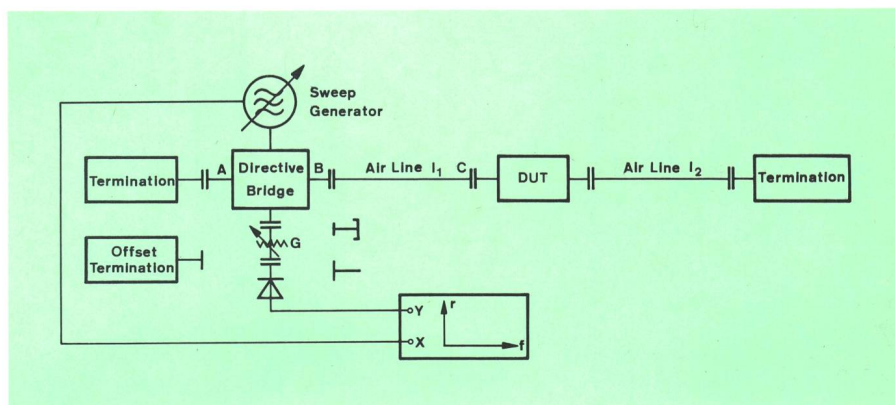 Sweep
Generator
Termination
A
Directive
Bridge
B
Air Line l₁
C
DUT
Air Line l₂
Termination
Offset
Termination
G
Y
r
X
f